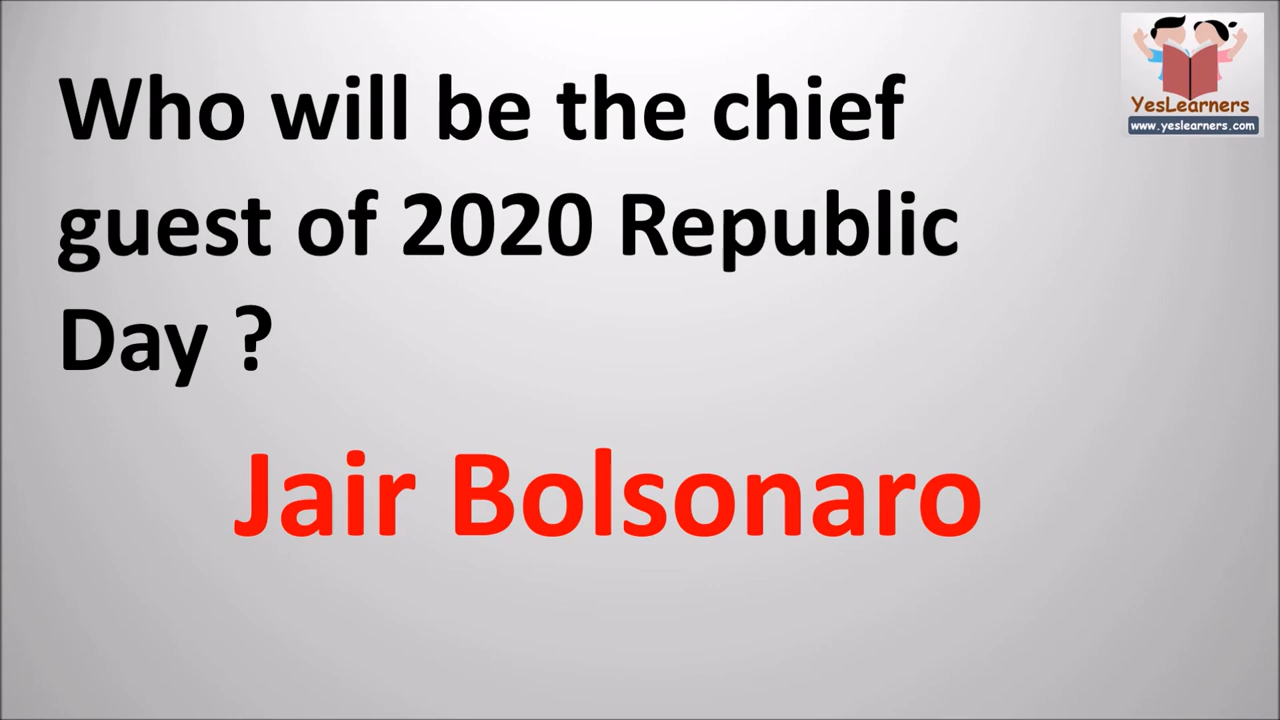 Who will be the chief
guest of 2020 Republic
Day ?
Jair Bolsonaro
YesLearners
www.yeslearners.com